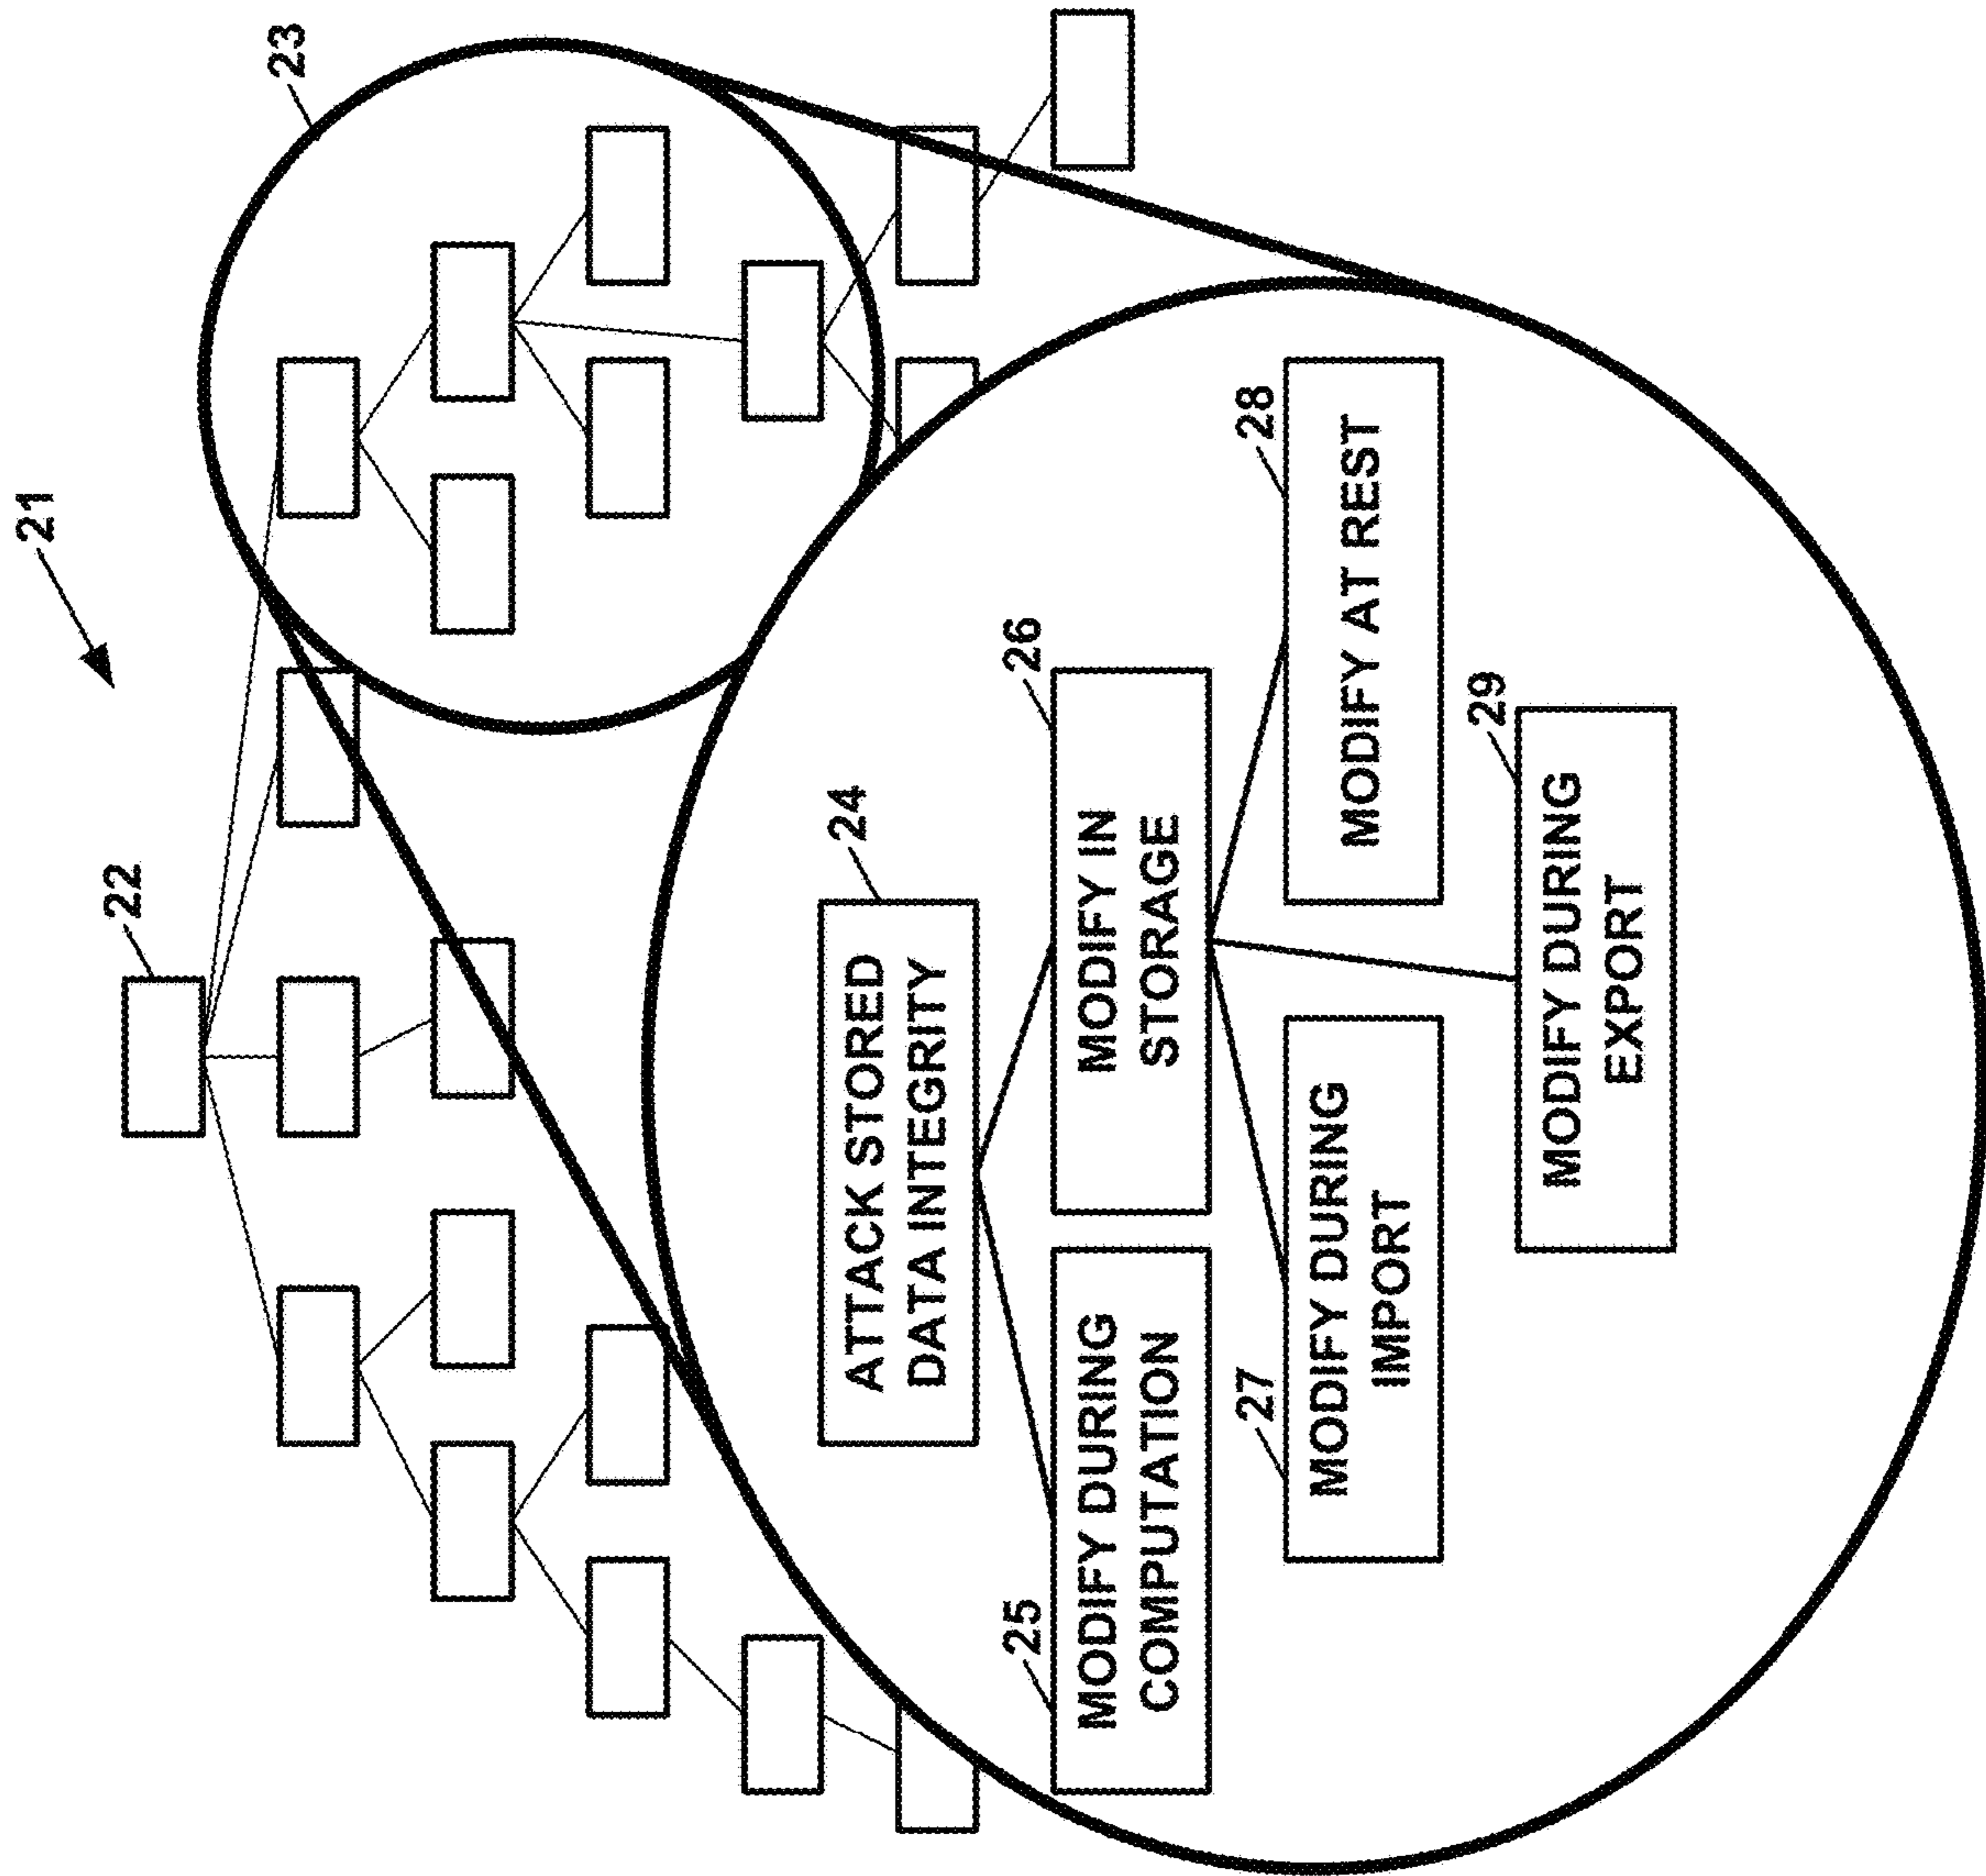 21
22
23
24
ATTACK STORED
DATA INTEGRITY
25
MODIFY DURING
COMPUTATION
26
MODIFY IN
STORAGE
27
MODIFY DURING
IMPORT
28
MODIFY AT REST
29
MODIFY DURING
EXPORT